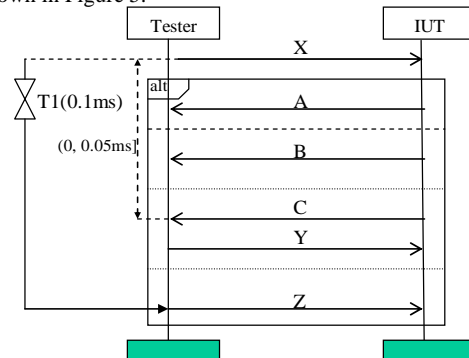 own in Figure 3.
Tester IUT
X
alt
T1(0.1ms) A
(0, 0.05ms]
B
C
Y
Z